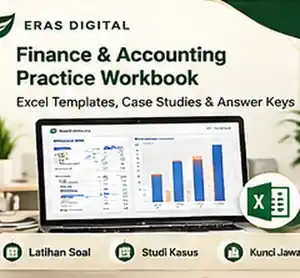 ERAS DIGITAL
Finance & Accounting
Practice Workbook
Excel Templates, Case Studies & Answer Keys
X
Latihan Soal
Studi Kasus
Kunci Jawa